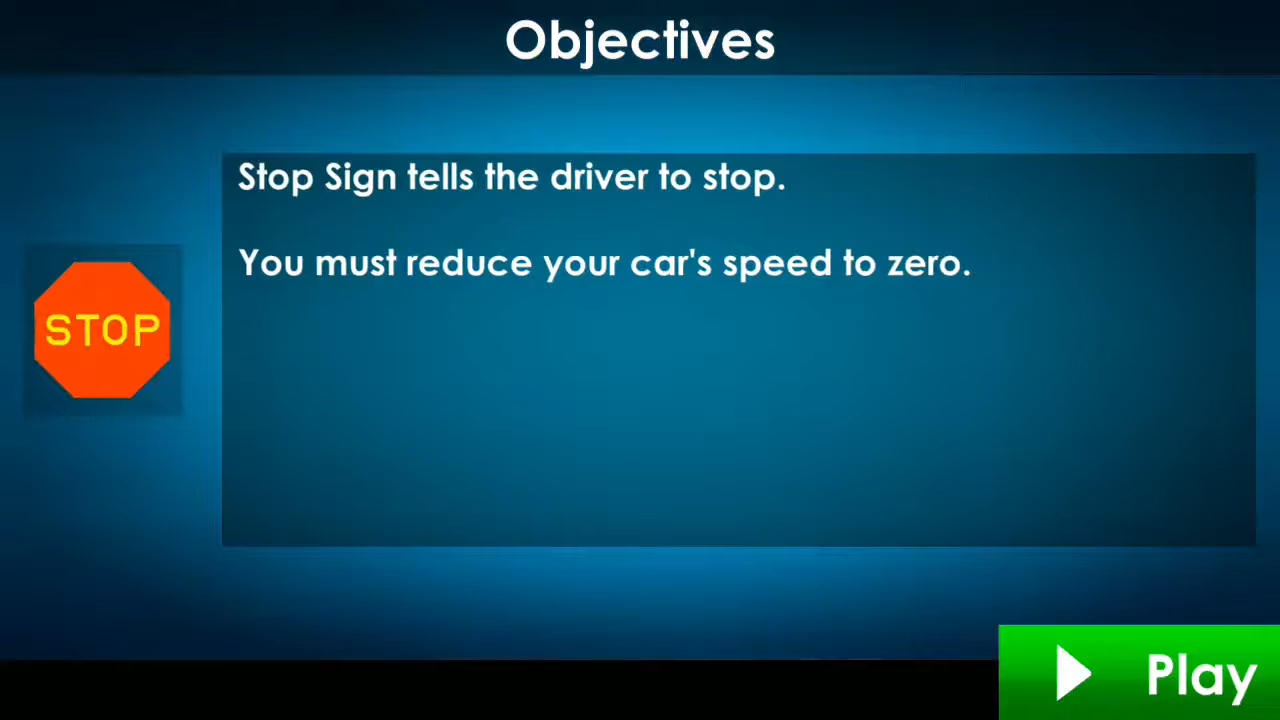 Objectives
Stop Sign tells the driver to stop.
You must reduce your car's speed to zero.
STOP
Play